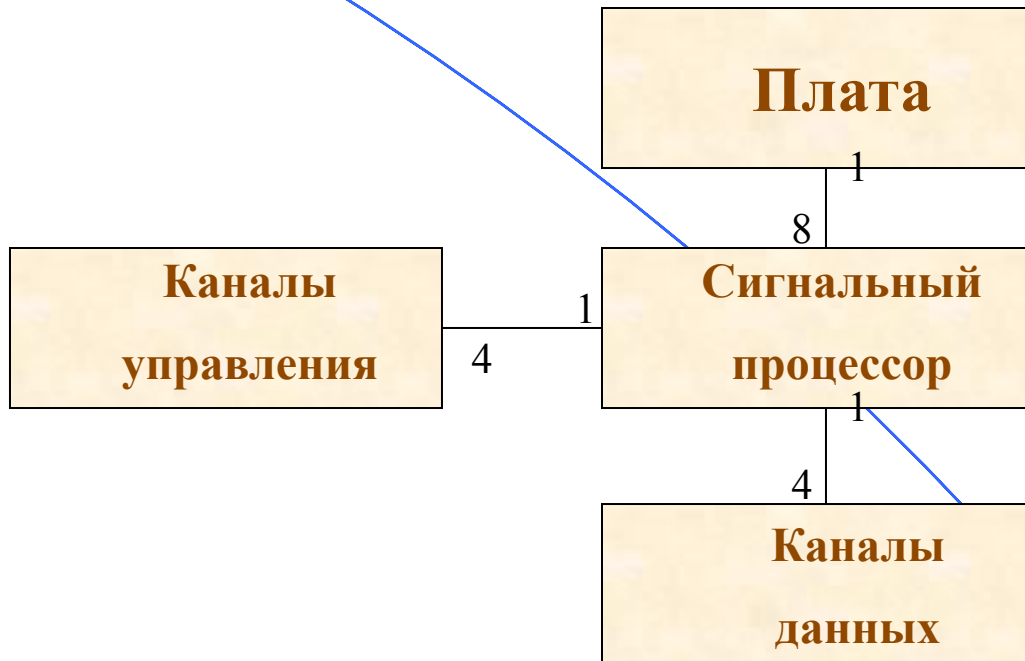 Плата
1
8
Каналы
управления
4
1
Сигнальный
процессор
1
4
Каналы
данных